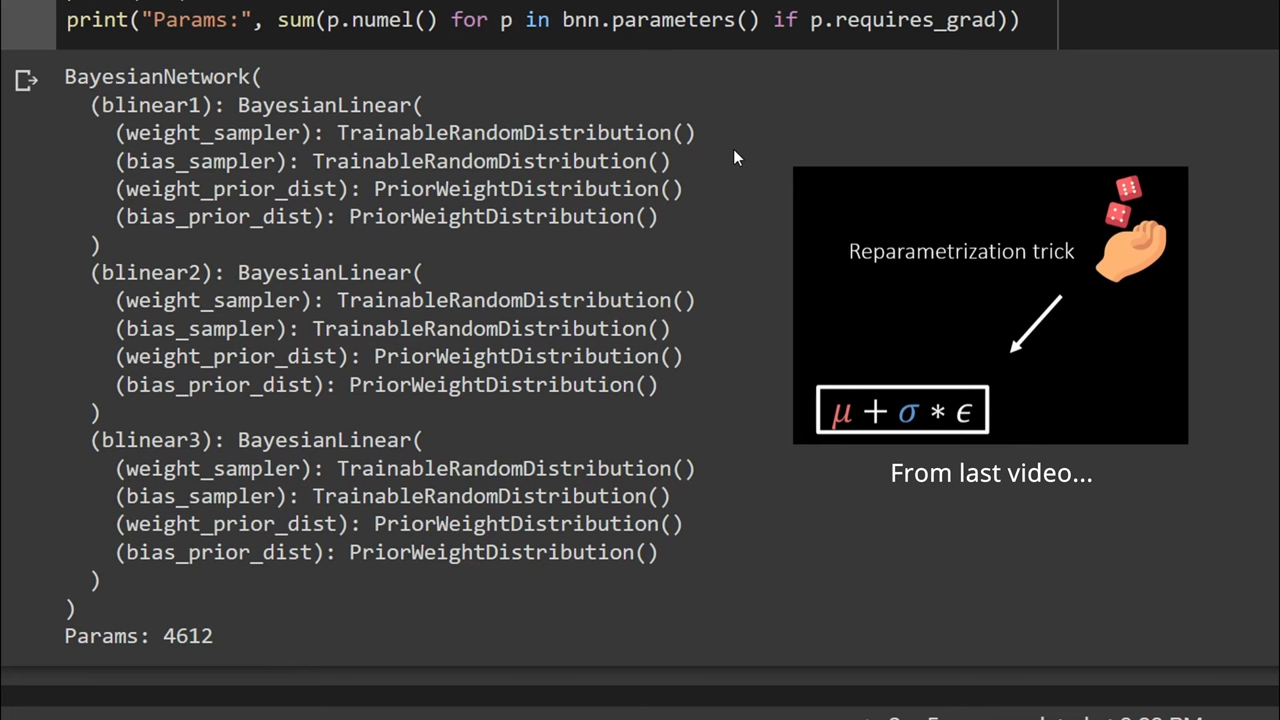 print("Params:", sum(p.numel() for p in bnn.parameters() if p.requires_grad))
BayesianNetwork(
(blinear1): BayesianLinear(
(weight_sampler): TrainableRandomDistribution()
(bias_sampler): TrainableRandomDistribution()
(weight_prior_dist): PriorWeightDistribution()
(bias_prior_dist): PriorWeightDistribution()
)
(blinear2): BayesianLinear(
(weight_sampler): TrainableRandomDistribution()
(bias_sampler): TrainableRandomDistribution()
(weight_prior_dist): PriorWeightDistribution()
(bias_prior_dist): PriorWeightDistribution()
)
(blinear3): BayesianLinear(
(weight_sampler): TrainableRandomDistribution()
(bias_sampler): TrainableRandomDistribution()
(weight_prior_dist): PriorWeightDistribution()
(bias_prior_dist): PriorWeightDistribution()
)
)
Params: 4612
Reparametrization trick
μ + σ * ϵ
From last video...